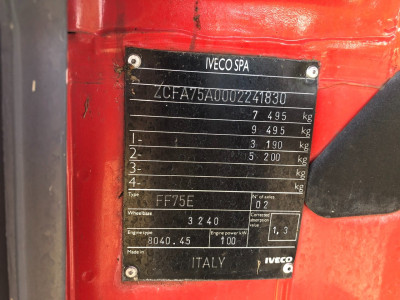 IVECO SPA
ZCFA75A0002241830
7 495 kg
9 495 kg
1- 3 190 kg
2- 5 200 kg
3- kg
4- kg
Type FF75E N° of axles 02
Wheelbase 3240 Corrected absorption value 1,3
Engine type 8040.45 Engine power kW 100
ITALY IVECO